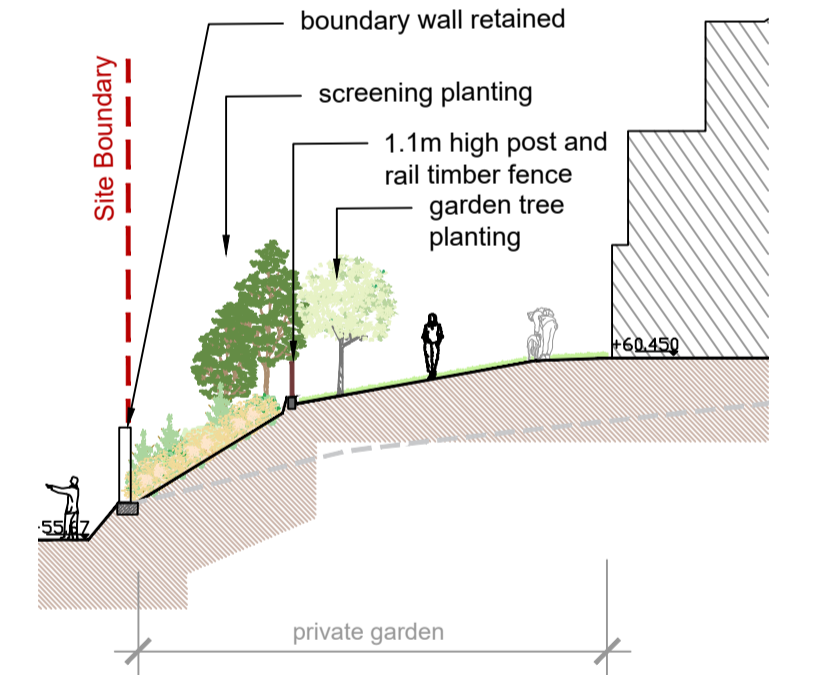 boundary wall retained
Site Boundary
screening planting
1.1m high post and
rail timber fence
garden tree
planting
+60.450
private garden